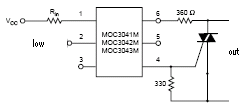 Rin
1
6
360 Ω
Vcc
MOC3041M
MOC3042M
MOC3043M
low
2
5
out
3
4
330